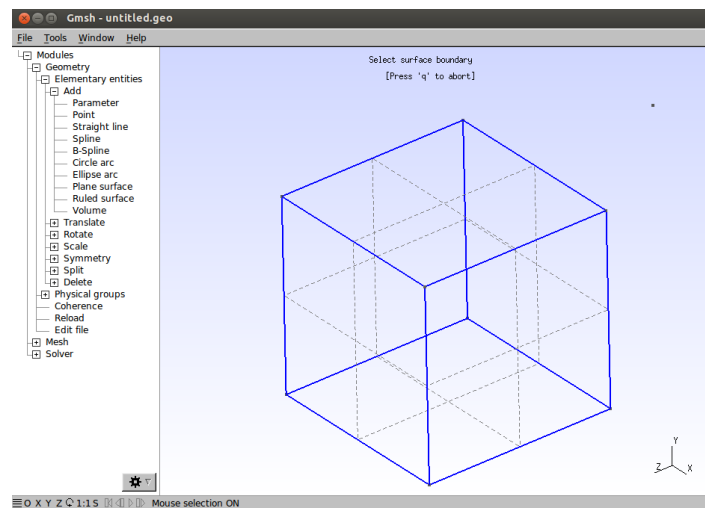 Gmsh - untitled.geo
File Tools Window Help
Modules
Geometry
Elementary entities
Add
Parameter
Point
Straight line
Spline
B-Spline
Circle arc
Ellipse arc
Plane surface
Ruled surface
Volume
Translate
Rotate
Scale
Symmetry
Split
Delete
Physical groups
Coherence
Reload
Edit file
Mesh
Solver
Select surface boundary
[Press 'q' to abort]
Y
Z X
O X Y Z 1:1 S Mouse selection ON